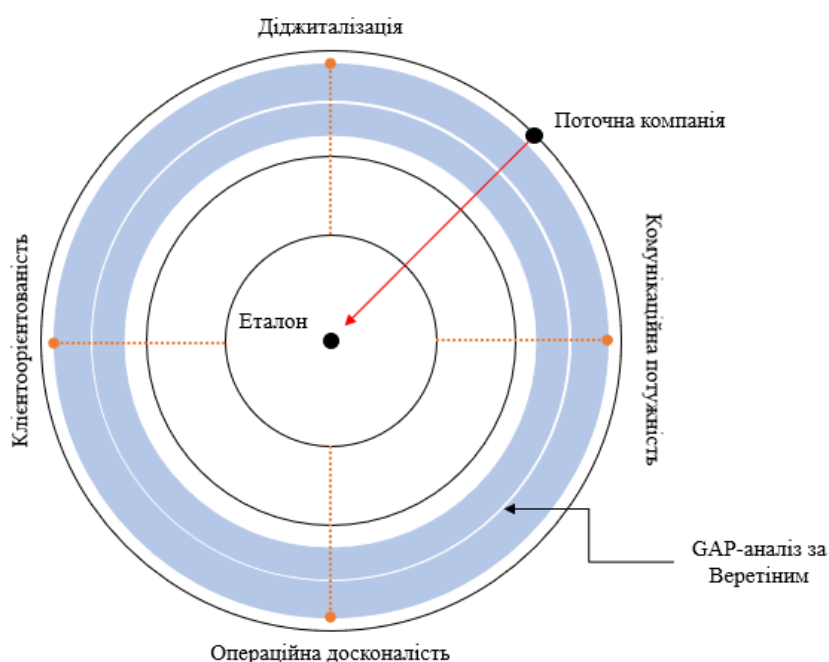 Діджиталізація
Поточна компанія
Комунікаційна потужність
Клієнтоорієнтованість
Еталон
GAP-аналіз за
Веретіним
Операційна досконалість